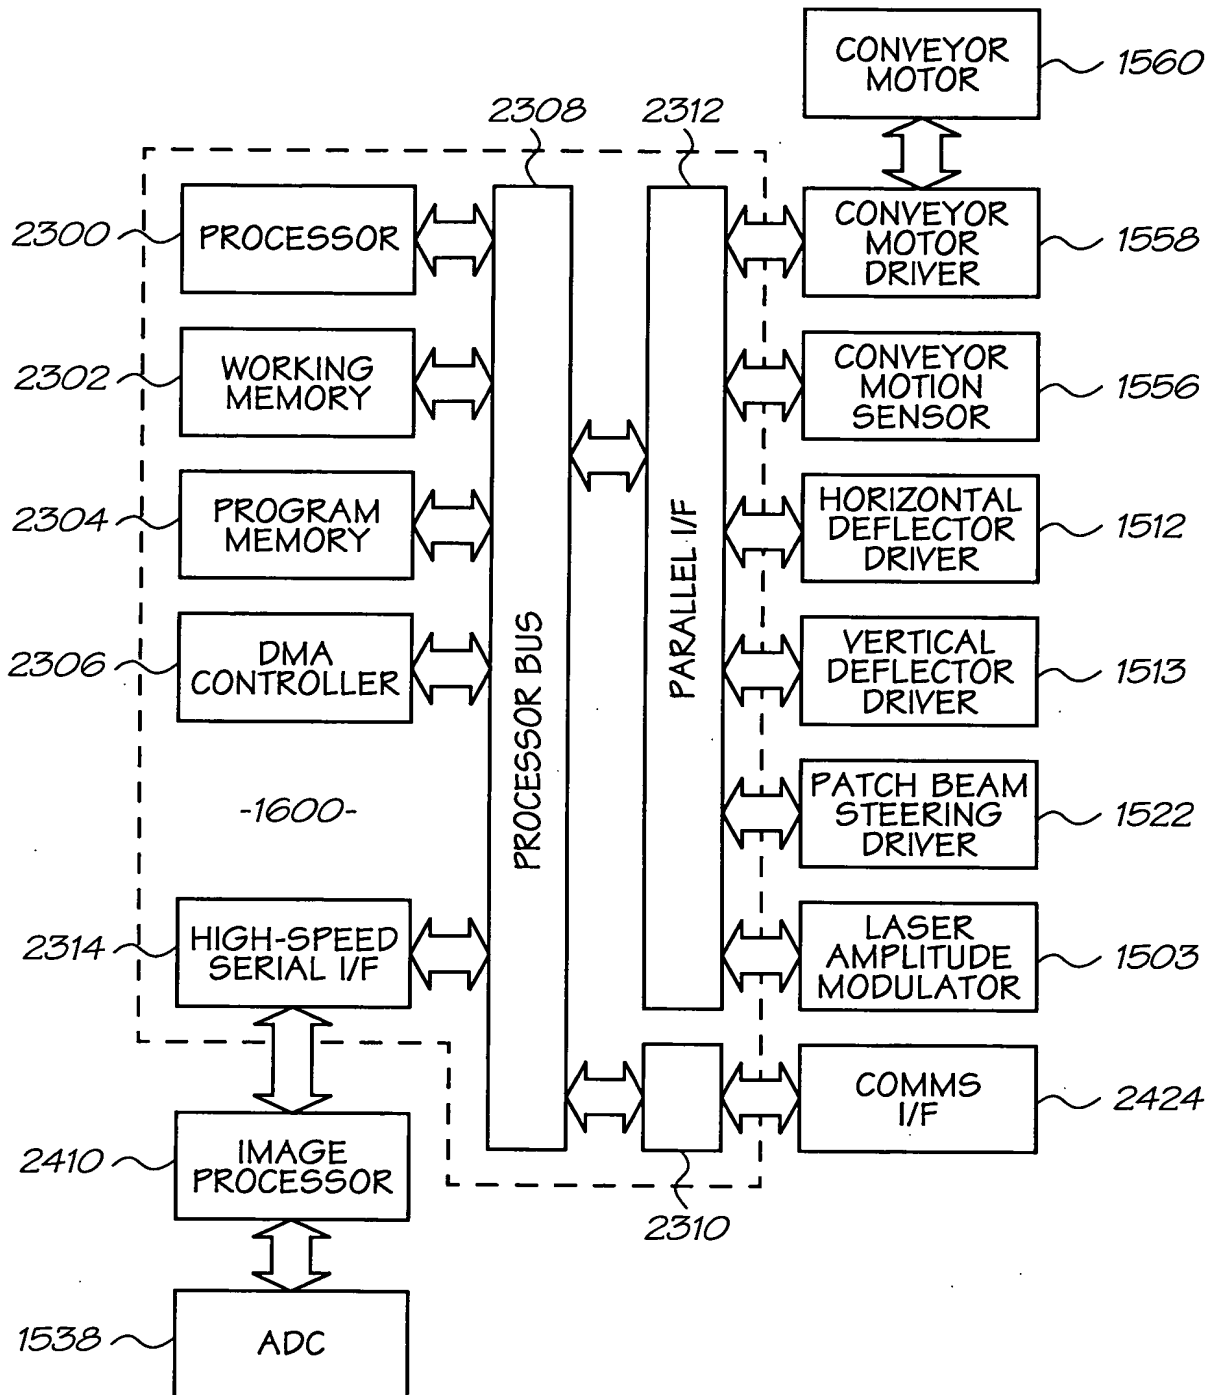 CONVEYOR
MOTOR
1560
2308
2312
2300
PROCESSOR
CONVEYOR
MOTOR
DRIVER
1558
2302
WORKING
MEMORY
CONVEYOR
MOTION
SENSOR
1556
2304
PROGRAM
MEMORY
HORIZONTAL
DEFLECTOR
DRIVER
1512
2306
DMA
CONTROLLER
PROCESSOR BUS
PARALLEL I/F
VERTICAL
DEFLECTOR
DRIVER
1513
-1600-
PATCH BEAM
STEERING
DRIVER
1522
2314
HIGH-SPEED
SERIAL I/F
LASER
AMPLITUDE
MODULATOR
1503
COMMS
I/F
2424
2410
IMAGE
PROCESSOR
2310
1538
ADC